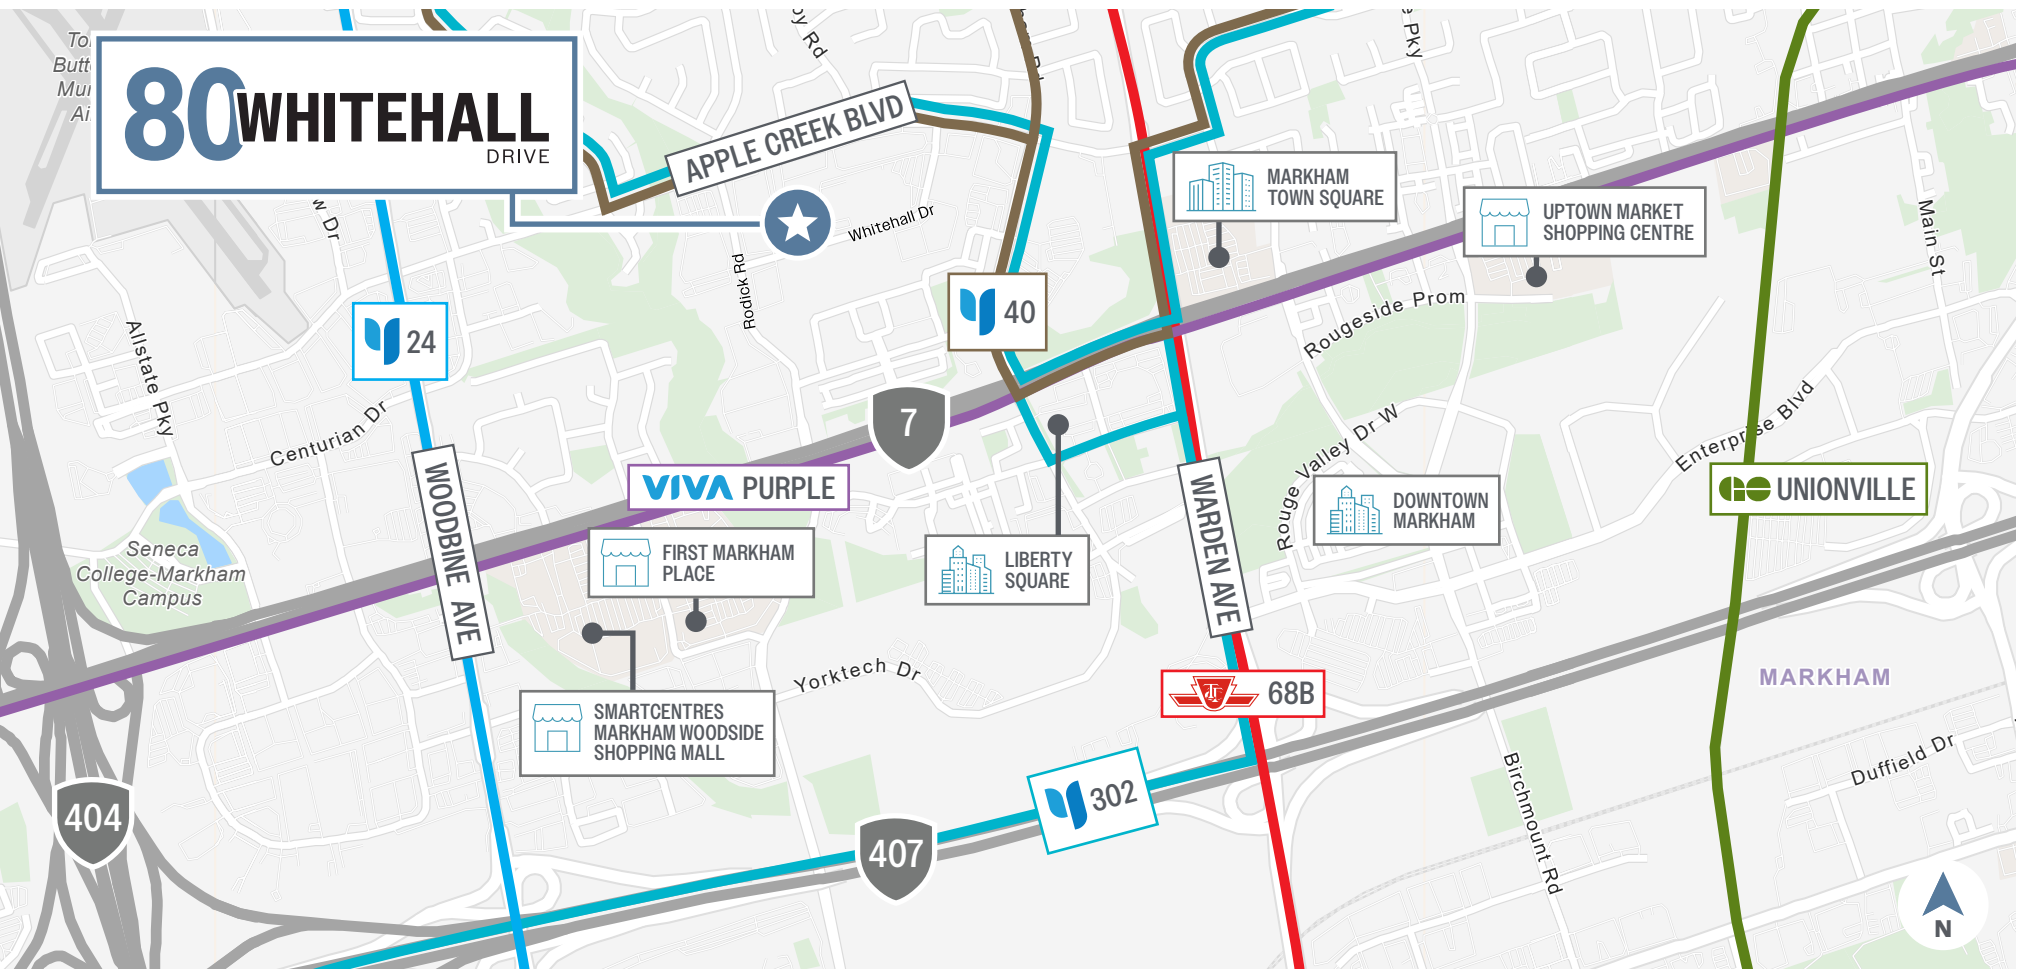 80 WHITEHALL
DRIVE
APPLE CREEK BLVD
Whitehall Dr
Rodick Rd
MARKHAM
TOWN SQUARE
UPTOWN MARKET
SHOPPING CENTRE
Main St
Rougeside Prom
24
40
7
Allstate Pky
Centurian Dr
WOODBINE AVE
VIVA PURPLE
FIRST MARKHAM
PLACE
LIBERTY
SQUARE
WARDEN AVE
Rouge Valley Dr W
DOWNTOWN
MARKHAM
Enterprise Blvd
GO UNIONVILLE
Seneca
College-Markham
Campus
SMARTCENTRES
MARKHAM WOODSIDE
SHOPPING MALL
Yorktech Dr
TTC 68B
MARKHAM
302
404
407
Birchmount Rd
Duffield Dr
N